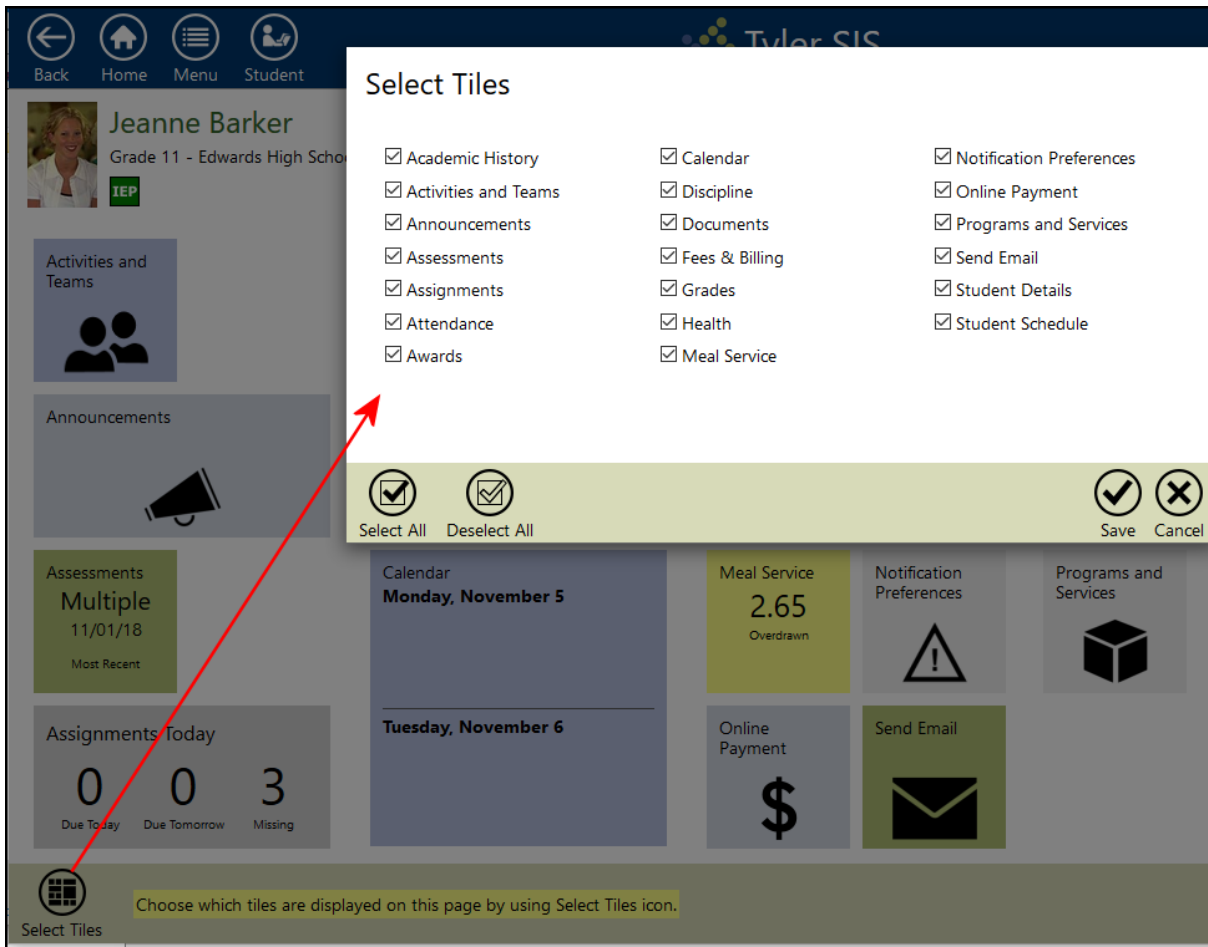 Back
Home
Menu
Student
Tyler SIS
Jeanne Barker
Grade 11 - Edwards High Scho
IEP
Select Tiles
Academic History
Activities and Teams
Announcements
Assessments
Assignments
Attendance
Awards
Calendar
Discipline
Documents
Fees & Billing
Grades
Health
Meal Service
Notification Preferences
Online Payment
Programs and Services
Send Email
Student Details
Student Schedule
Select All
Deselect All
Save
Cancel
Activities and
Teams
Announcements
Assessments
Multiple
11/01/18
Most Recent
Assignments Today
0
0
3
Due Today
Due Tomorrow
Missing
Calendar
Monday, November 5
Tuesday, November 6
Meal Service
2.65
Overdrawn
Notification
Preferences
Programs and
Services
Online
Payment
$
Send Email
Select Tiles
Choose which tiles are displayed on this page by using Select Tiles icon.